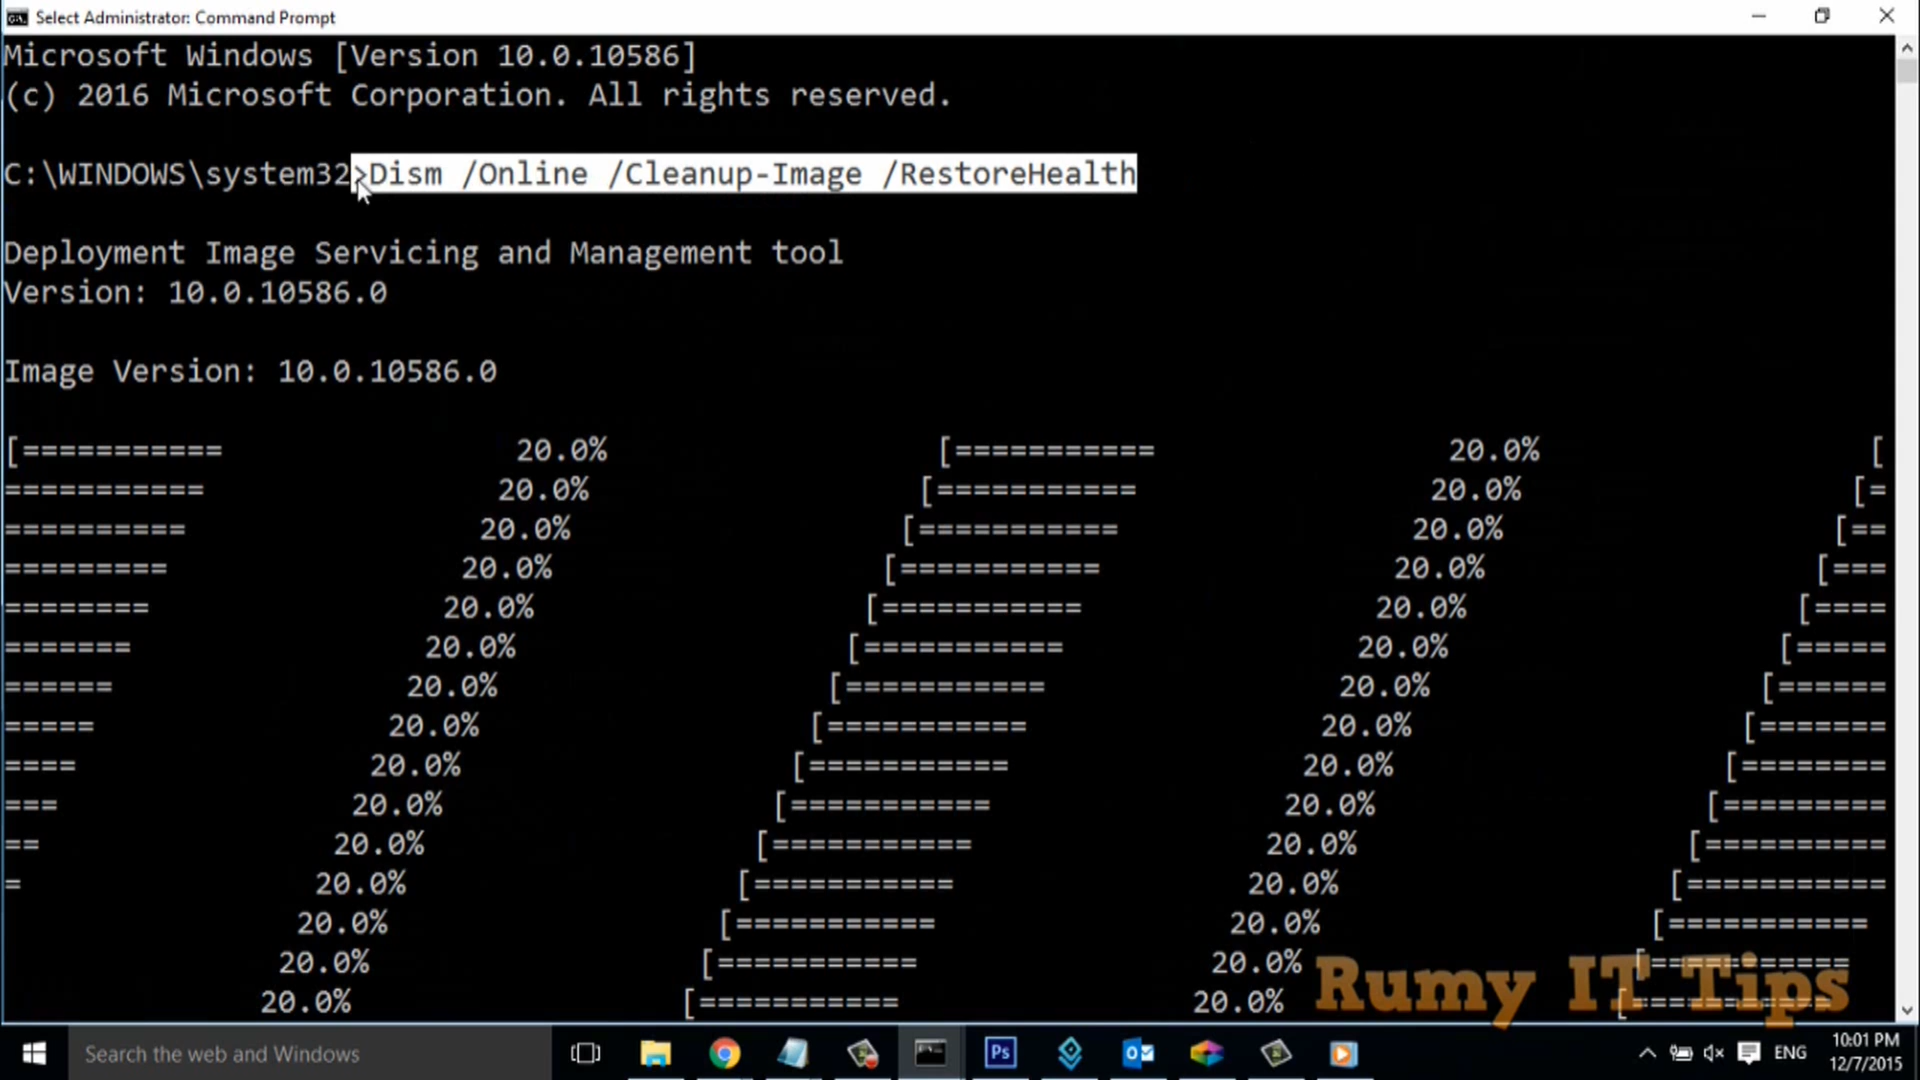 Select Administrator: Command Prompt
Microsoft Windows [Version 10.0.10586]
(c) 2016 Microsoft Corporation. All rights reserved.
C:\WINDOWS\system32>Dism /Online /Cleanup-Image /RestoreHealth
Deployment Image Servicing and Management tool
Version: 10.0.10586.0
Image Version: 10.0.10586.0
[=========== 20.0% [=========== 20.0% [
=========== 20.0% [=========== 20.0% [=
========== 20.0% [=========== 20.0% [==
========= 20.0% [=========== 20.0% [===
======== 20.0% [=========== 20.0% [====
======= 20.0% [=========== 20.0% [=====
====== 20.0% [=========== 20.0% [======
===== 20.0% [=========== 20.0% [=======
==== 20.0% [=========== 20.0% [========
=== 20.0% [=========== 20.0% [=========
== 20.0% [=========== 20.0% [==========
= 20.0% [=========== 20.0% [===========
20.0% [=========== 20.0% [===========
20.0% [=========== 20.0% [===========
20.0% [=========== 20.0% [===========
Rumy IT Tips
Search the web and Windows
Ps
ENG
10:01 PM
12/7/2015